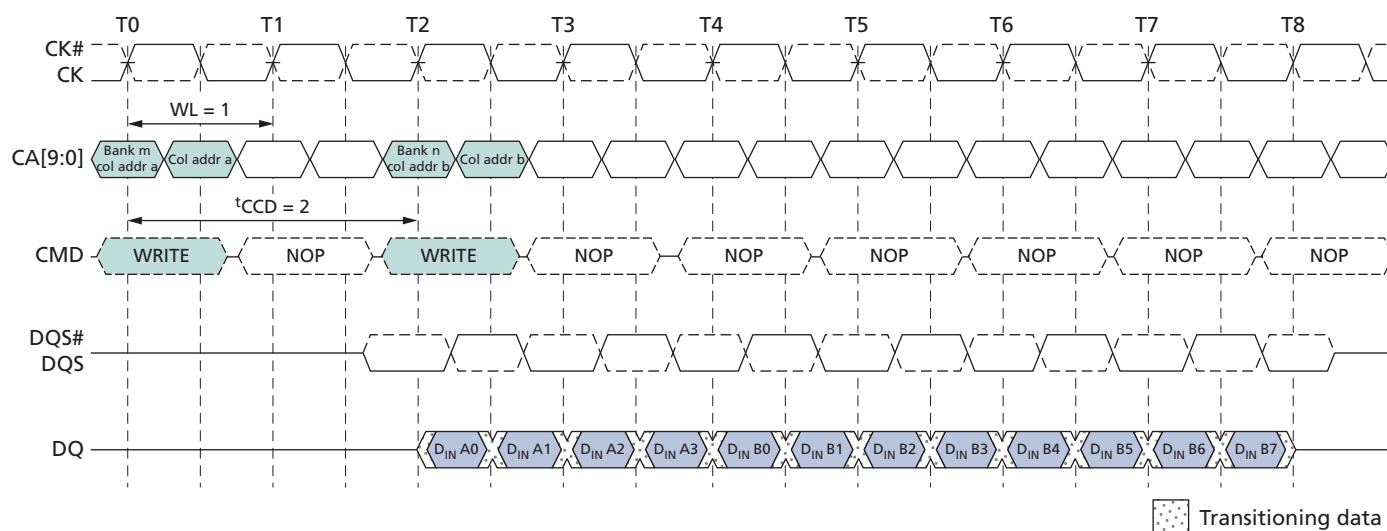 T0 T1 T2 T3 T4 T5 T6 T7 T8
CK#
CK
WL = 1
CA[9:0]
Bank m
col addr a
Col addr a
Bank n
col addr b
Col addr b
tCCD = 2
CMD WRITE NOP WRITE NOP NOP NOP NOP NOP NOP
DQS#
DQS
DQ DIN A0 DIN A1 DIN A2 DIN A3 DIN B0 DIN B1 DIN B2 DIN B3 DIN B4 DIN B5 DIN B6 DIN B7
Transitioning data